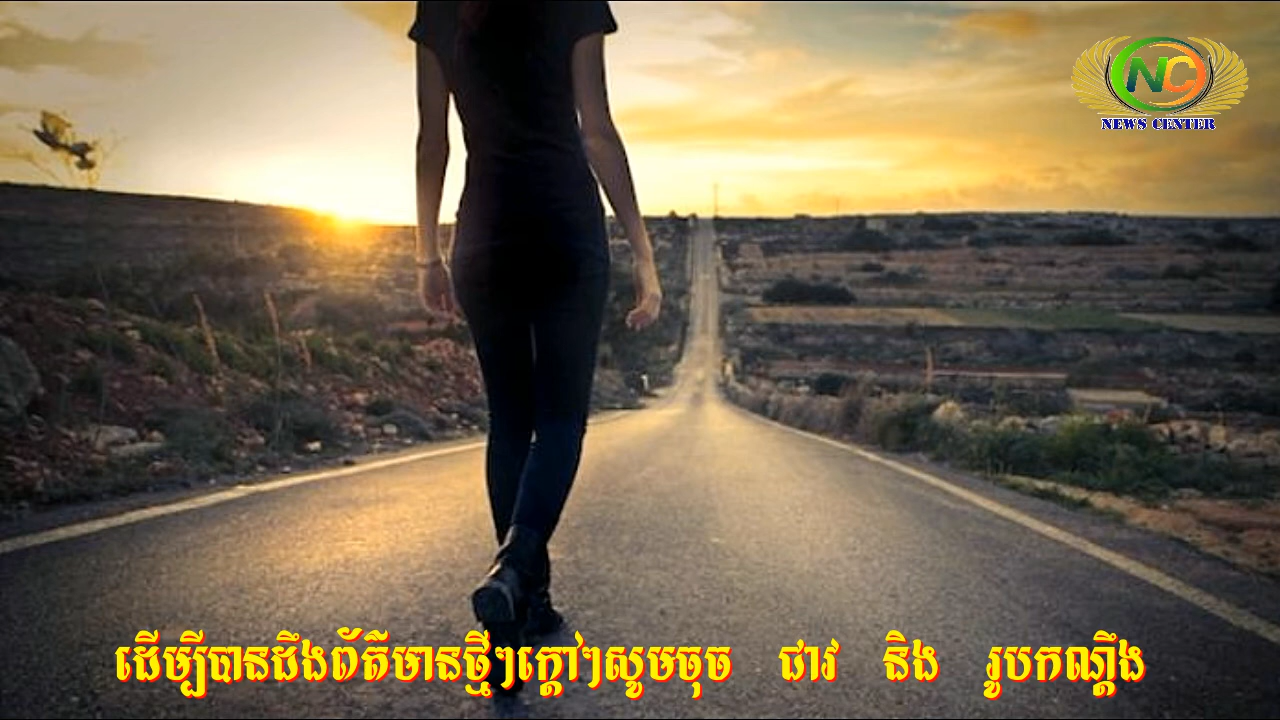 NC
NEWS CENTER
ដើម្បីបានដឹងព័ត៌មានថ្មីៗក្តៅៗសូមចុច ជាវ និង រូបកណ្តឹង